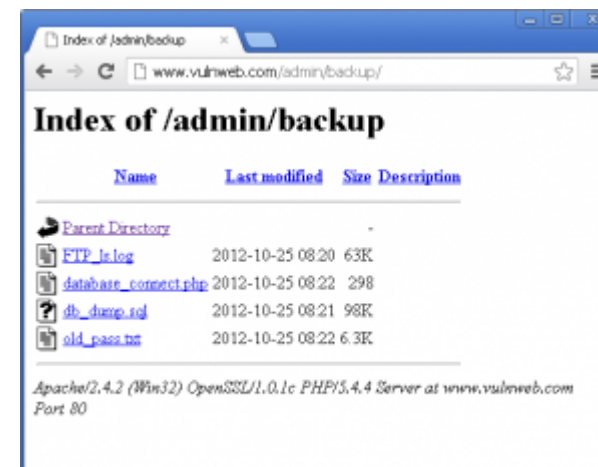 Index of /admin/backup
www.vulnweb.com/admin/backup/
Index of /admin/backup
Name Last modified Size Description
Parent Directory -
FTP_ls.log 2012-10-25 08:20 63K
database_connect.php 2012-10-25 08:22 298
db_dump.sql 2012-10-25 08:21 98K
old_pass.txt 2012-10-25 08:22 6.3K
Apache/2.4.2 (Win32) OpenSSL/1.0.1c PHP/5.4.4 Server at www.vulnweb.com
Port 80